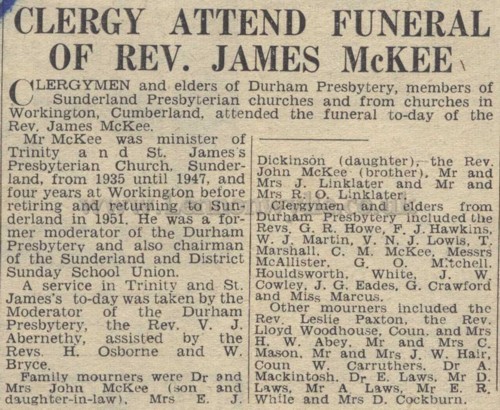 CLERGY ATTEND FUNERAL
OF REV. JAMES McKEE
CLERGYMEN and elders of Durham Presbytery, members of
Sunderland Presbyterian churches and from churches in
Workington, Cumberland, attended the funeral to-day of the
Rev. James McKee.
Mr McKee was minister of
Trinity and St. James's
Presbyterian Church, Sunder-
land, from 1935 until 1947, and
four years at Workington before
retiring and returning to Sun-
derland in 1951. He was a for-
mer moderator of the Durham
Presbytery and also chairman
of the Sunderland and District
Sunday School Union.
A service in Trinity and St.
James's to-day was taken by the
Moderator of the Durham
Presbytery, the Rev. V. J.
Abernethy, assisted by the
Revs. H. Osborne and W.
Bryce.
Family mourners were Dr and
Mrs John McKee (son and
daughter-in-law), Mrs E. J.
Dickinson (daughter), the Rev.
John McKee (brother), Mr and
Mrs J. Linklater and Mr and
Mrs R. O. Linklater.
Clergymen and elders from
Durham Presbytery included the
Revs. G. R. Howe, F. J. Hawkins,
W. J. Martin, V. N. J. Lowis, T.
Marshall, C. M. McKee, Messrs
McAllister, G. O. Mitchell,
Houldsworth, White, J. W.
Cowley, J. G. Eades, G. Crawford
and Miss Marcus.
Other mourners included the
Rev. Leslie Paxton, the Rev.
Lloyd Woodhouse, Coun. and Mrs
H. W. Abey, Mr and Mrs C.
Mason, Mr and Mrs J. W. Hair,
Coun W. Carruthers, Dr A.
Mackintosh, Dr E. Laws, Mr D.
Laws, Mr A Laws, Mr E. R.
While and Mrs D. Cockburn.